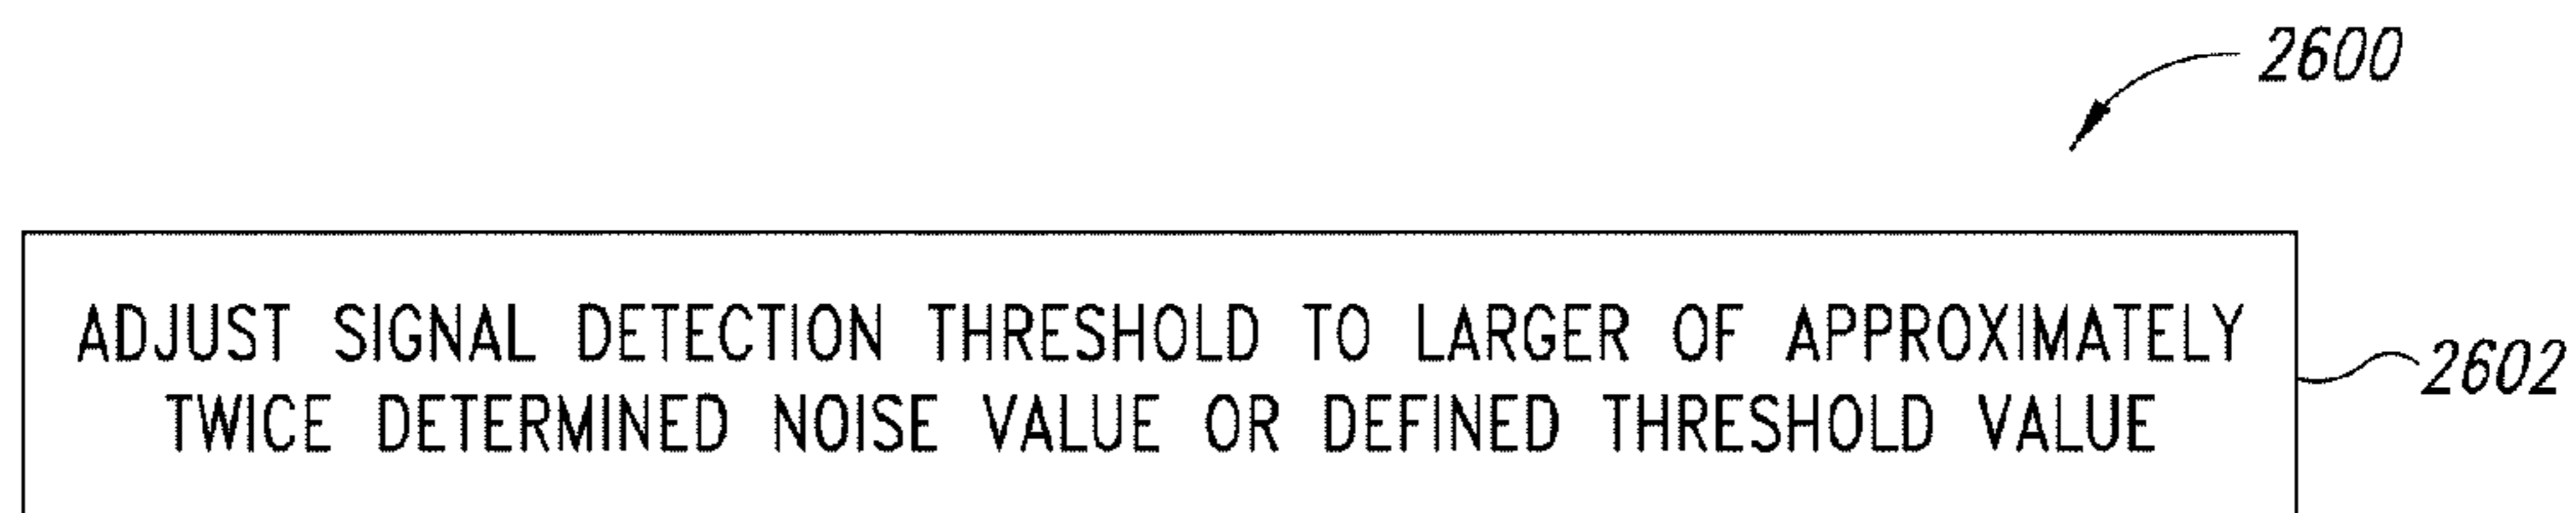 2600
ADJUST SIGNAL DETECTION THRESHOLD TO LARGER OF APPROXIMATELY
TWICE DETERMINED NOISE VALUE OR DEFINED THRESHOLD VALUE
2602